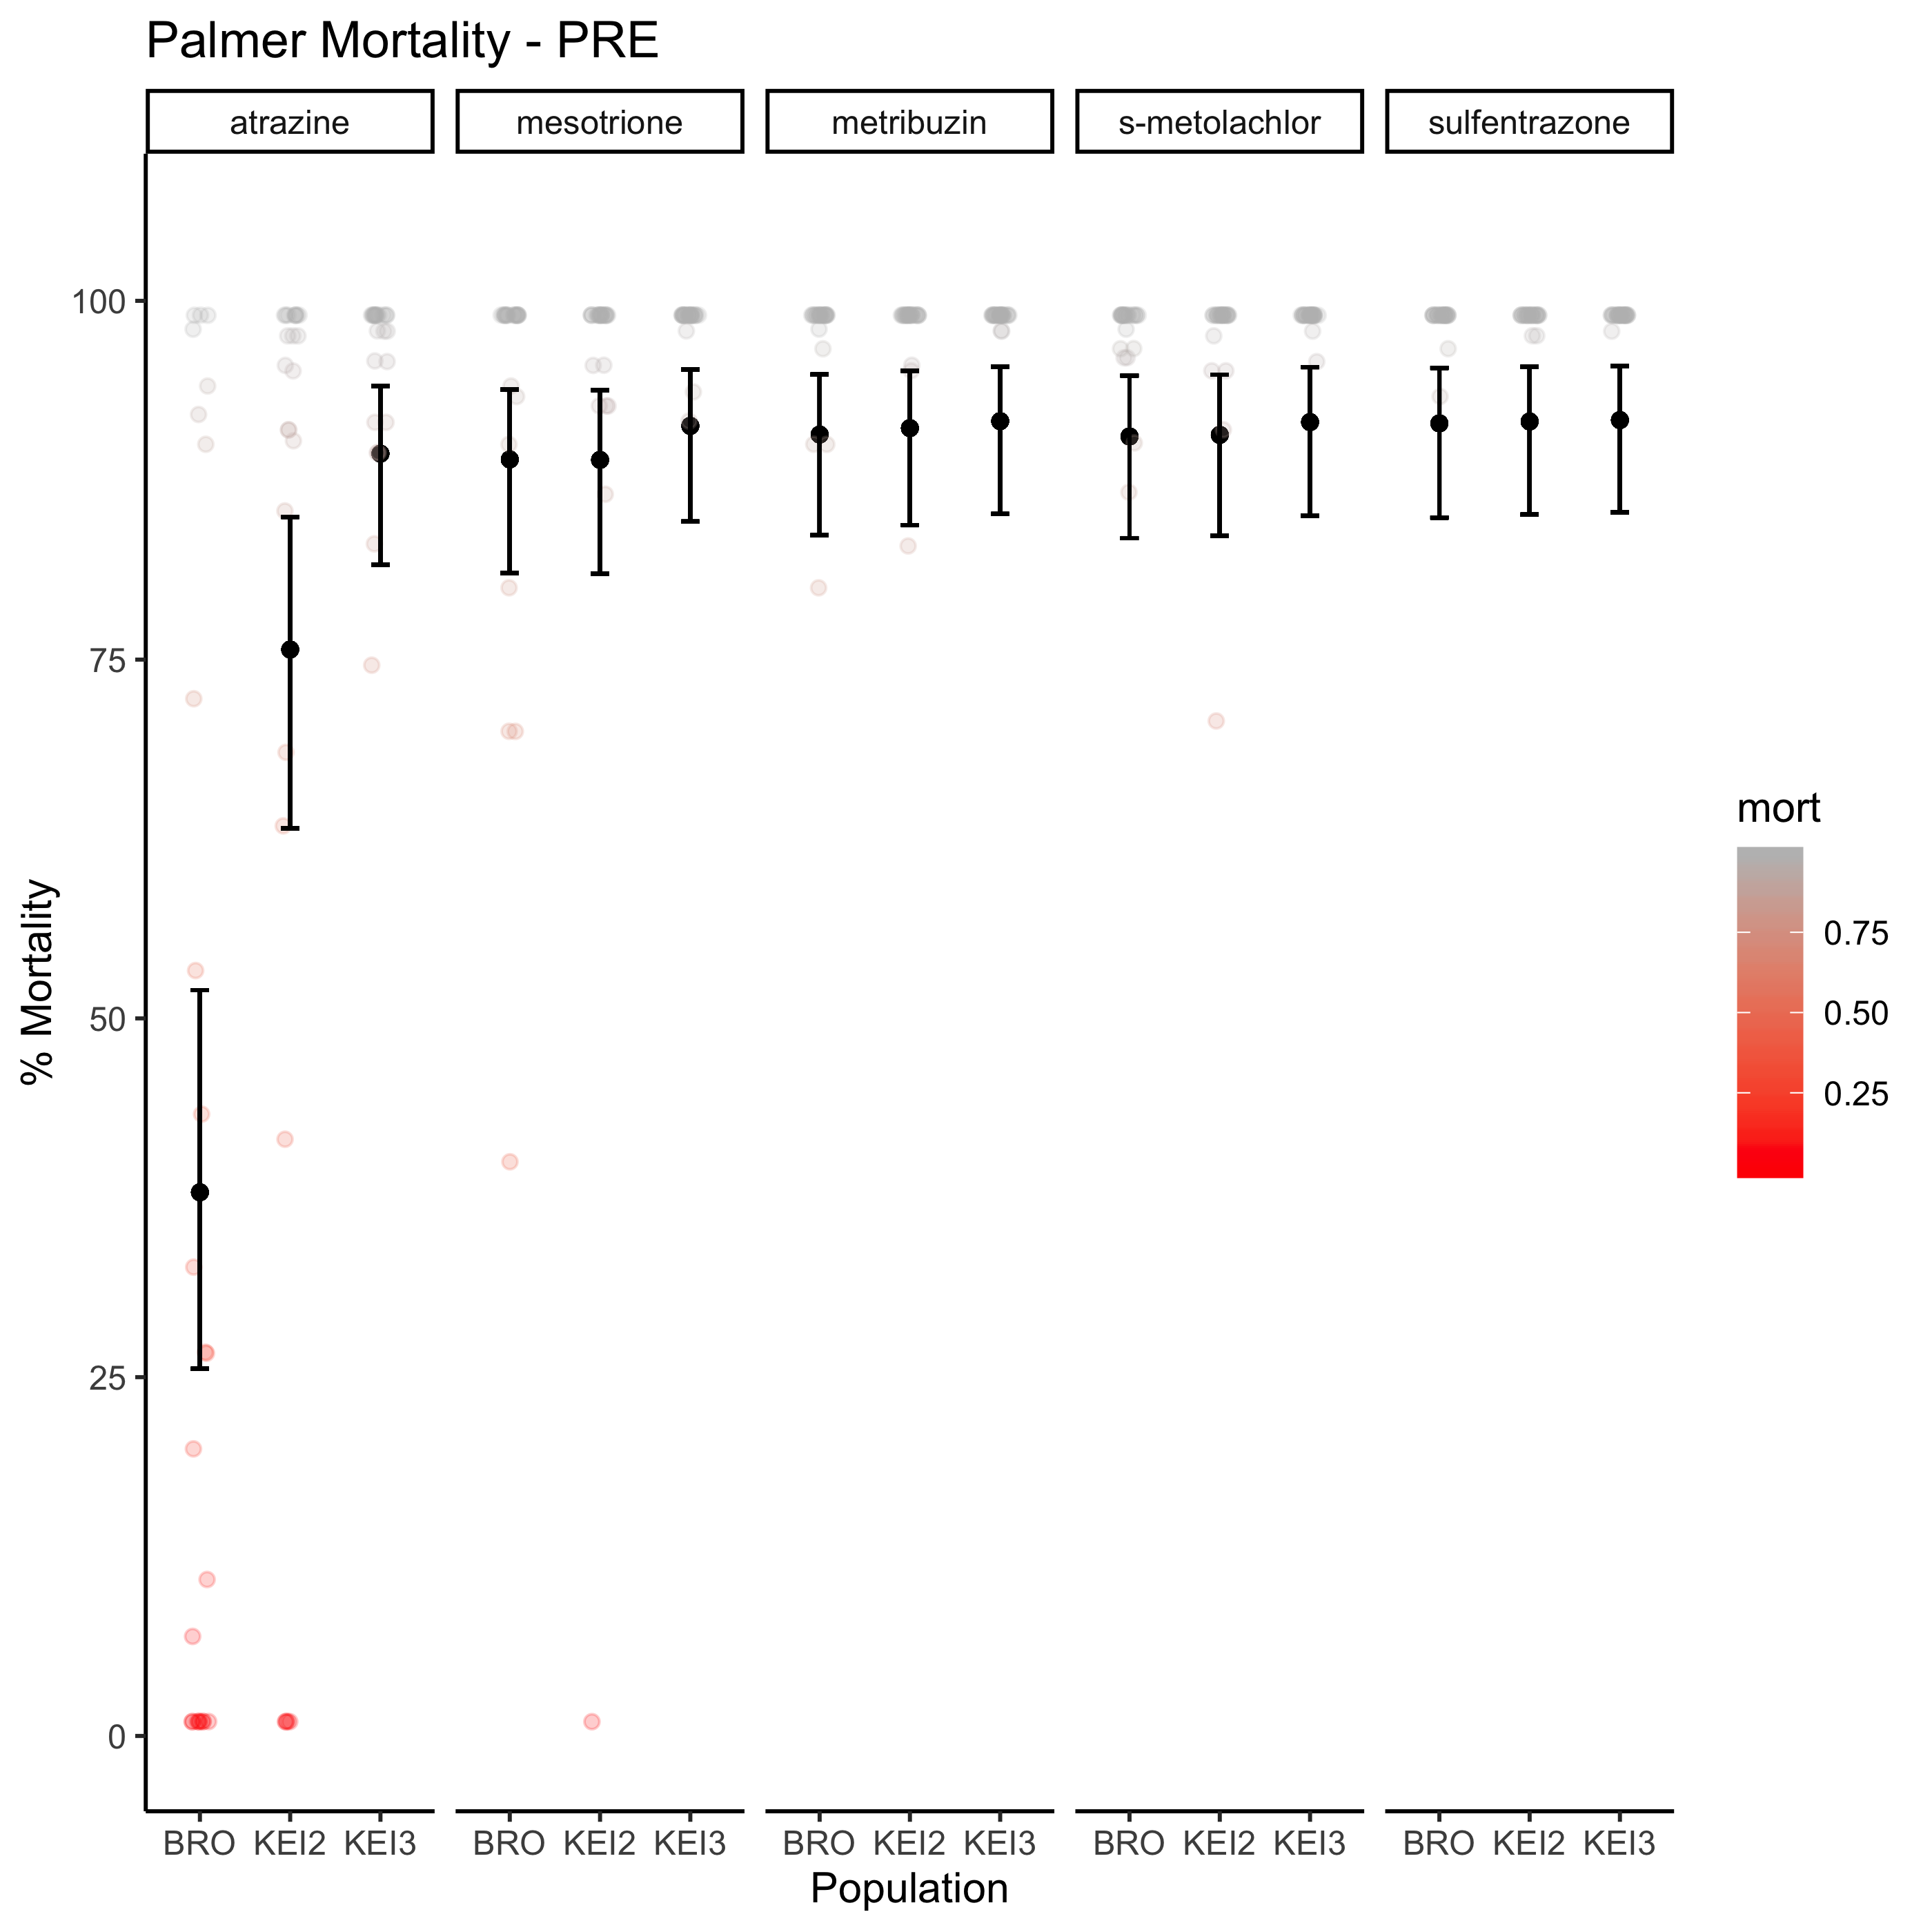 Palmer Mortality - PRE
atrazine mesotrione metribuzin s-metolachlor sulfentrazone
100
75
50
25
0
% Mortality
BRO KEI2 KEI3 BRO KEI2 KEI3 BRO KEI2 KEI3 BRO KEI2 KEI3 BRO KEI2 KEI3
Population
mort
0.75
0.50
0.25